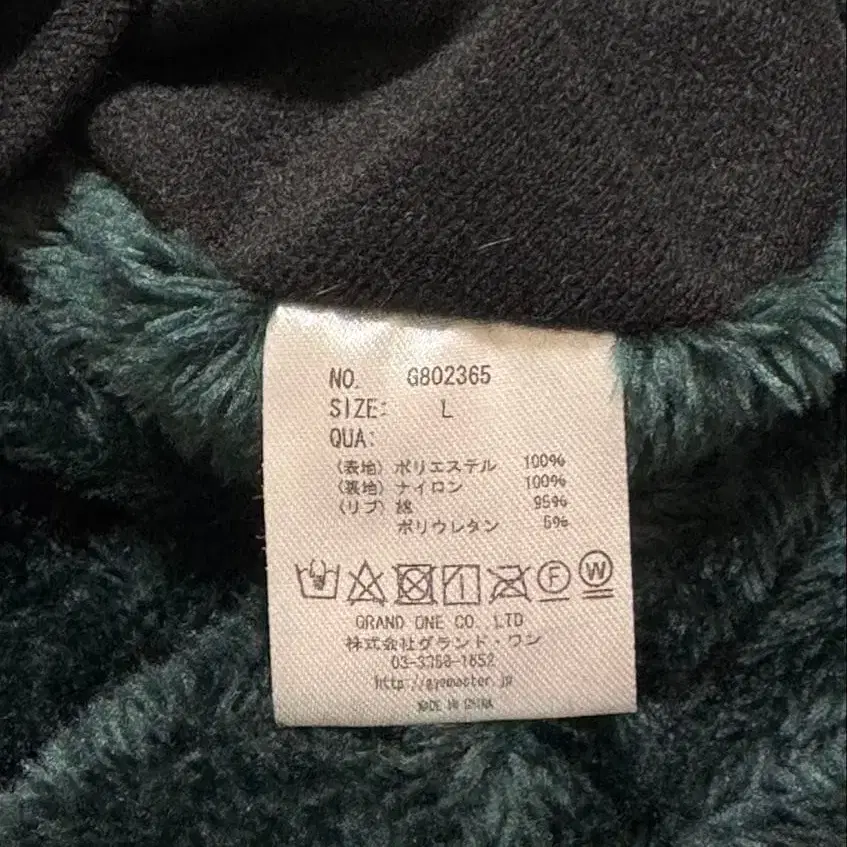 NO. G802365
SIZE: L
QUA:
(表地) ポリエステル 100%
(裏地) ナイロン 100%
(リブ) 綿 95%
ポリウレタン 5%
F W
GRAND ONE CO. LTD
株式会社グランド・ワン
03-3358-1652
http://gyemaster.jp
MADE IN CHINA